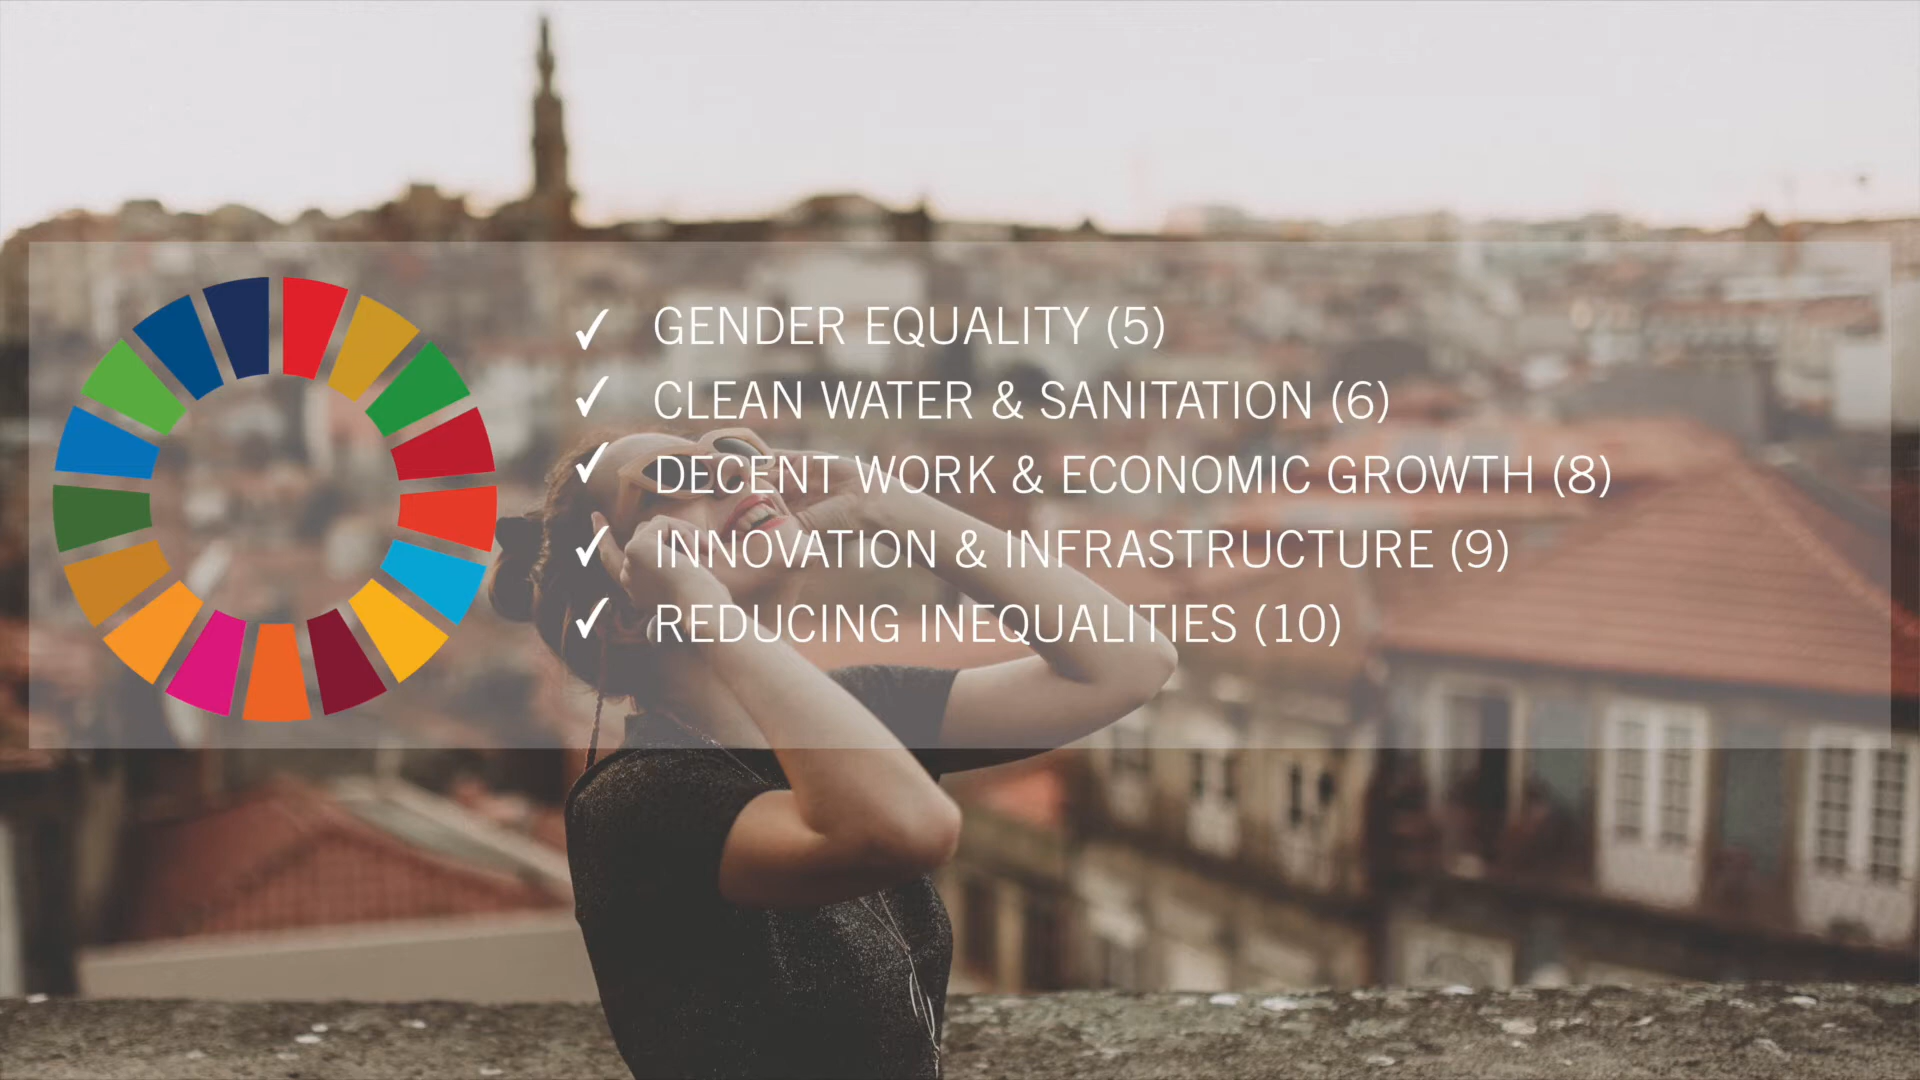 GENDER EQUALITY (5)
CLEAN WATER & SANITATION (6)
DECENT WORK & ECONOMIC GROWTH (8)
INNOVATION & INFRASTRUCTURE (9)
REDUCING INEQUALITIES (10)